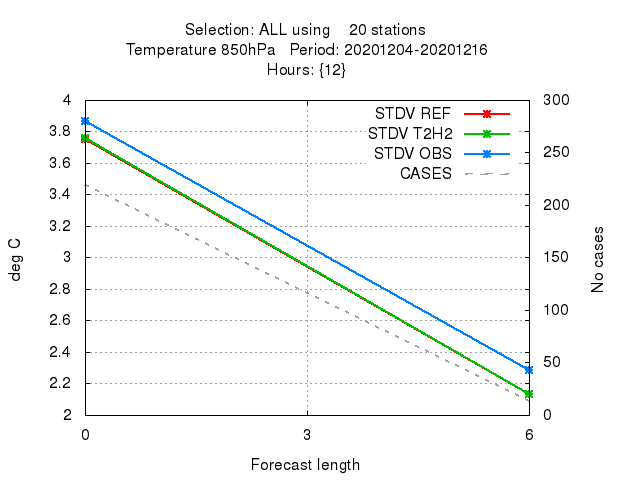 Selection: ALL using    20 stations
Temperature 850hPa   Period: 20201204-20201216
Hours: {12}
STDV REF
STDV T2H2
STDV OBS
CASES
4
3.8
3.6
3.4
3.2
3
2.8
2.6
2.4
2.2
2
deg C
300
250
200
150
100
50
0
No cases
0 3 6
Forecast length